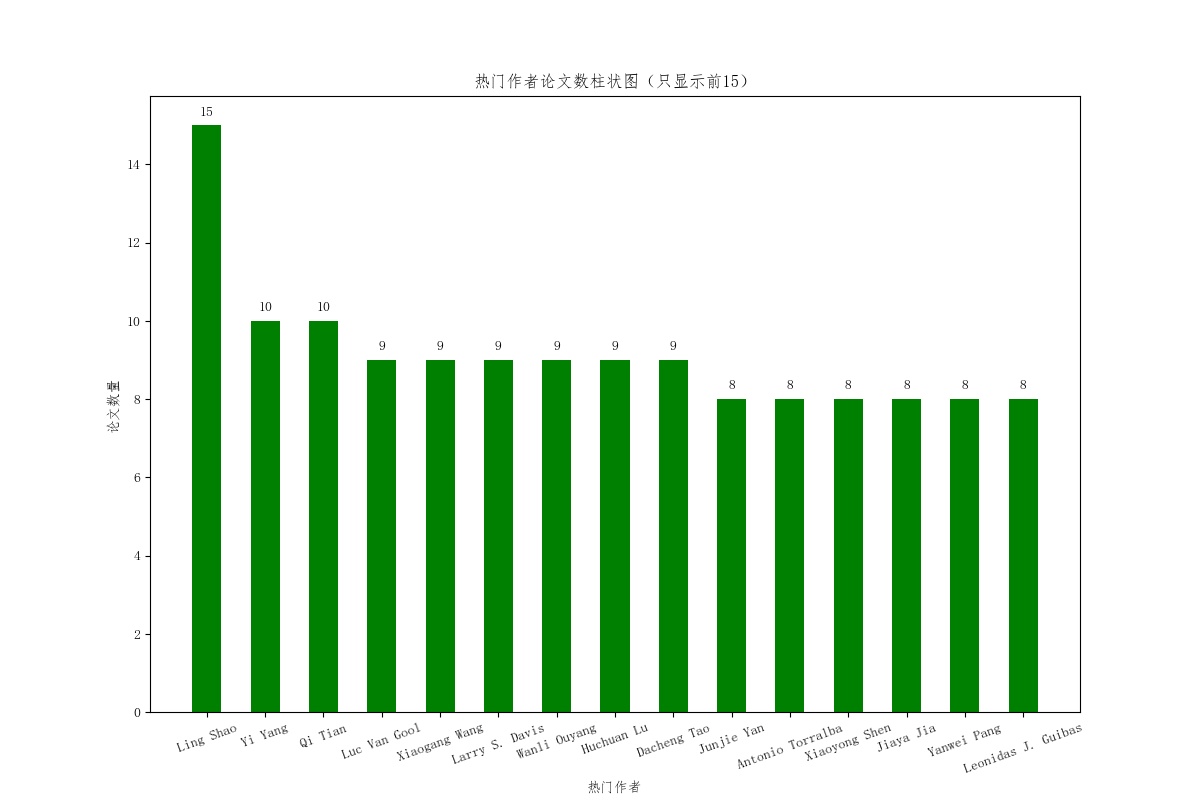 热门作者论文数柱状图（只显示前15）
15
10
10
9
9
9
9
9
9
8
8
8
8
8
8
14
12
10
8
6
4
2
0
论文数量
Ling Shao
Yi Yang
Qi Tian
Luc Van Gool
Xiaogang Wang
Larry S. Davis
Wanli Ouyang
Huchuan Lu
Dacheng Tao
Junjie Yan
Antonio Torralba
Xiaoyong Shen
Jiaya Jia
Yanwei Pang
Leonidas J. Guibas
热门作者